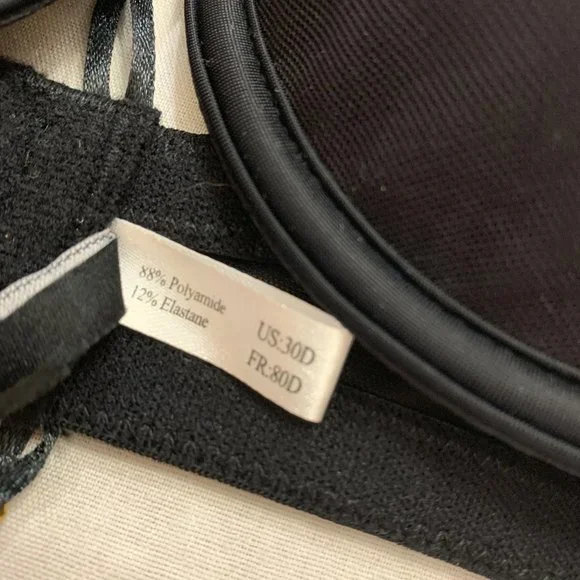 88% Polyamide
12% Elastane
US:30D
FR:80D